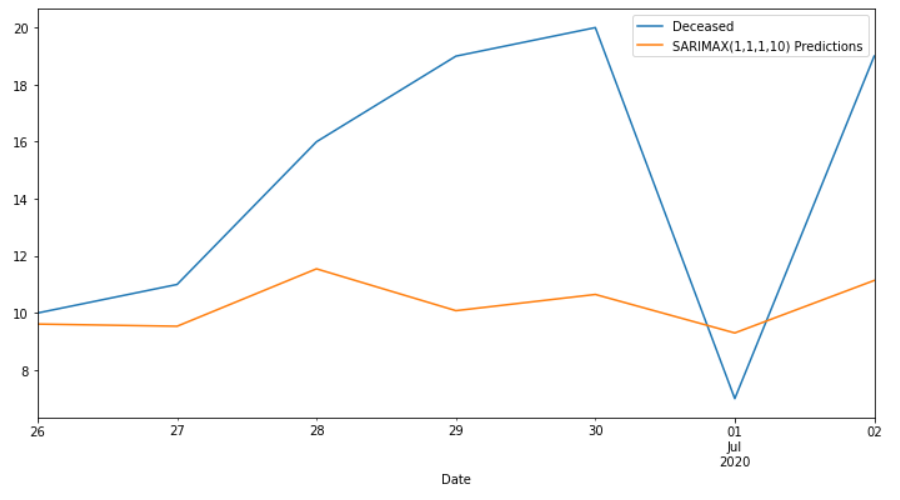 20
18
16
14
12
10
8
Deceased
SARIMAX(1,1,1,10) Predictions
26 27 28 29 30 01 02
Jul
2020
Date